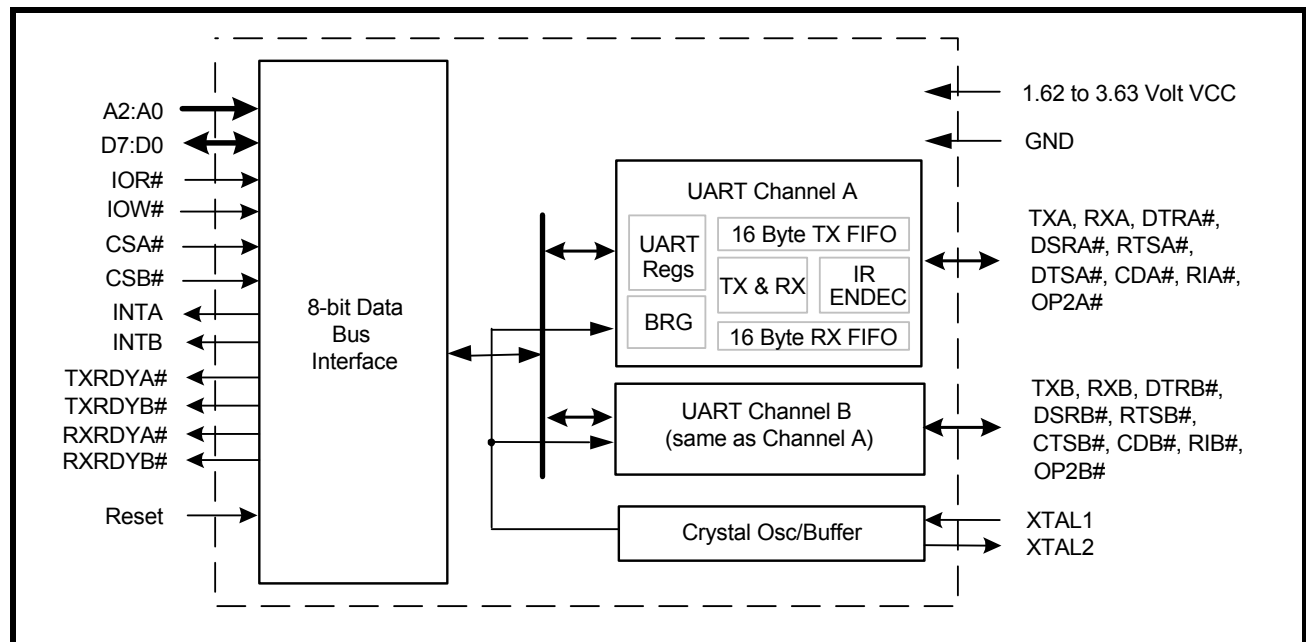 A2:A0
D7:D0
IOR#
IOW#
CSA#
CSB#
INTA
INTB
TXRDYA#
TXRDYB#
RXRDYA#
RXRDYB#
Reset
8-bit Data
Bus
Interface
UART Channel A
UART
Regs
BRG
16 Byte TX FIFO
TX & RX
IR
ENDEC
16 Byte RX FIFO
UART Channel B
(same as Channel A)
Crystal Osc/Buffer
1.62 to 3.63 Volt VCC
GND
TXA, RXA, DTRA#,
DSRA#, RTSA#,
DTSA#, CDA#, RIA#,
OP2A#
TXB, RXB, DTRB#,
DSRB#, RTSB#,
CTSB#, CDB#, RIB#,
OP2B#
XTAL1
XTAL2